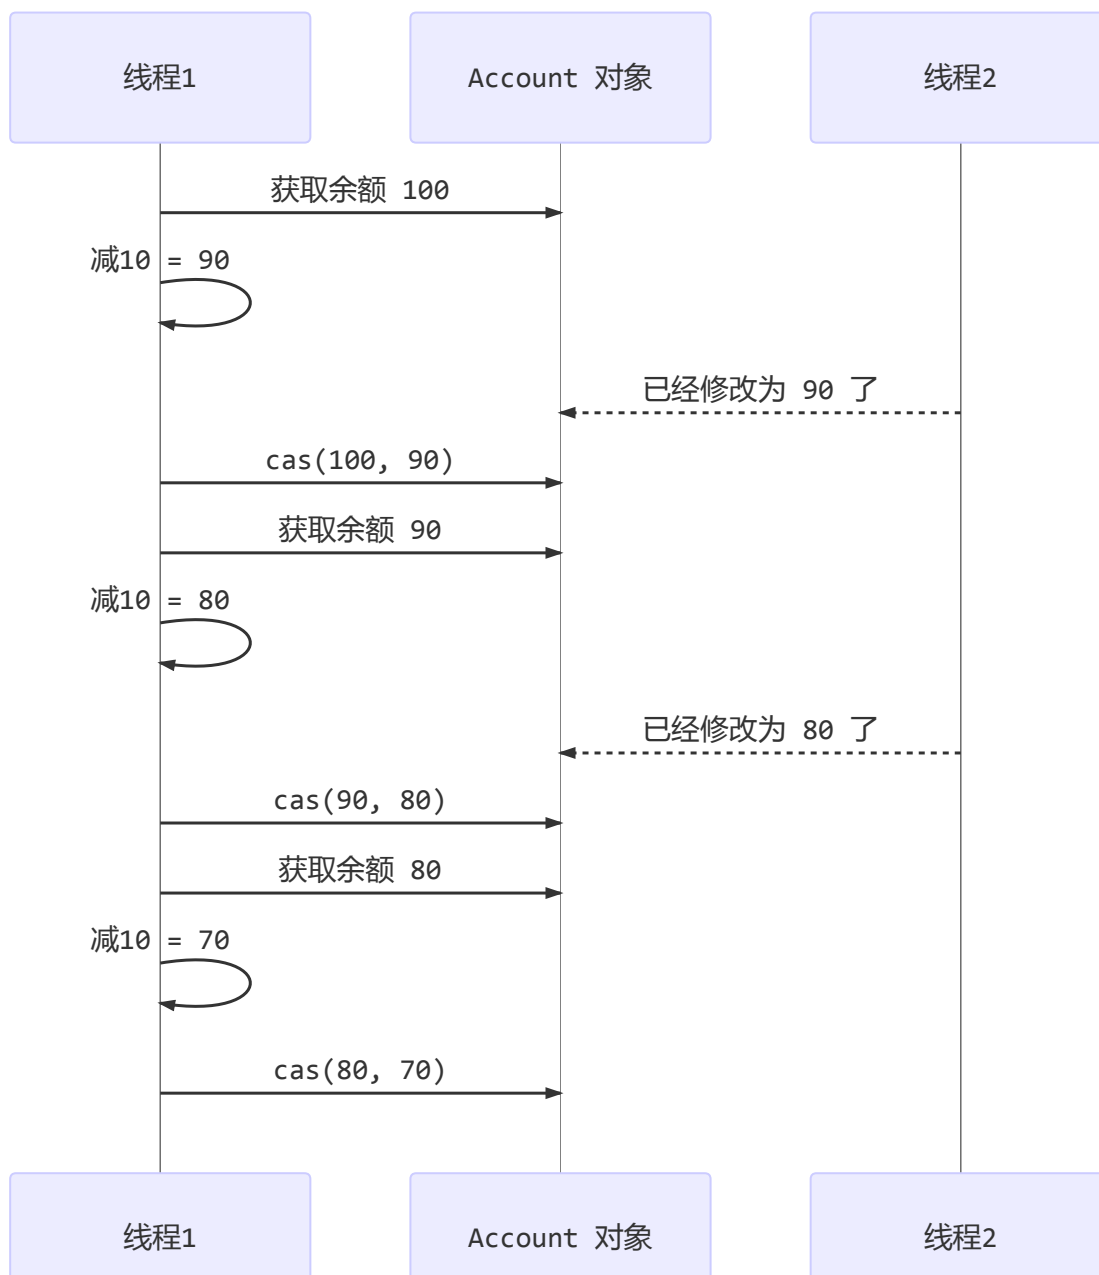 线程1
Account 对象
线程2
获取余额 100
减10 = 90
已经修改为 90 了
cas(100, 90)
获取余额 90
减10 = 80
已经修改为 80 了
cas(90, 80)
获取余额 80
减10 = 70
cas(80, 70)
线程1
Account 对象
线程2